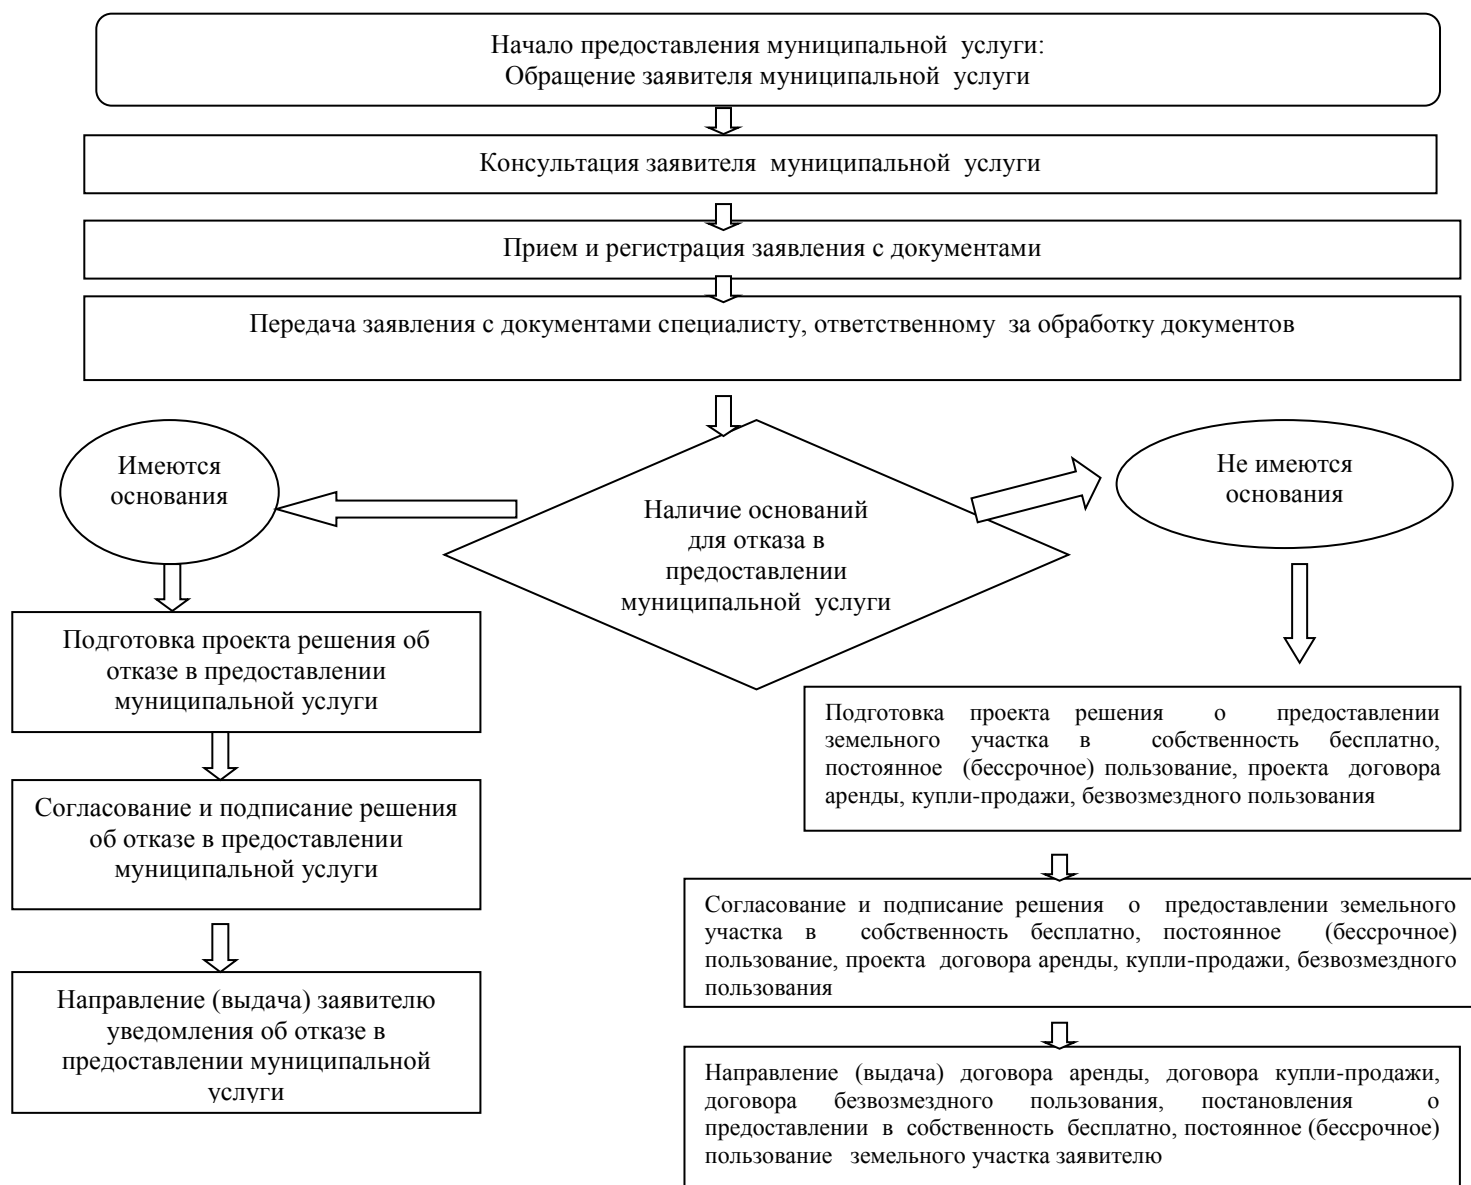 Начало предоставления муниципальной услуги:
Обращение заявителя муниципальной услуги
Консультация заявителя муниципальной услуги
Прием и регистрация заявления с документами
Передача заявления с документами специалисту, ответственному за обработку документов
Имеются
основания
Наличие оснований
для отказа в
предоставлении
муниципальной услуги
Не имеются
основания
Подготовка проекта решения об
отказе в предоставлении
муниципальной услуги
Согласование и подписание решения
об отказе в предоставлении
муниципальной услуги
Направление (выдача) заявителю
уведомления об отказе в
предоставлении муниципальной
услуги
Подготовка проекта решения о предоставлении
земельного участка в собственность бесплатно,
постоянное (бессрочное) пользование, проекта договора
аренды, купли-продажи, безвозмездного пользования
Согласование и подписание решения о предоставлении земельного
участка в собственность бесплатно, постоянное (бессрочное)
пользование, проекта договора аренды, купли-продажи, безвозмездного
пользования
Направление (выдача) договора аренды, договора купли-продажи,
договора безвозмездного пользования, постановления о
предоставлении в собственность бесплатно, постоянное (бессрочное)
пользование земельного участка заявителю